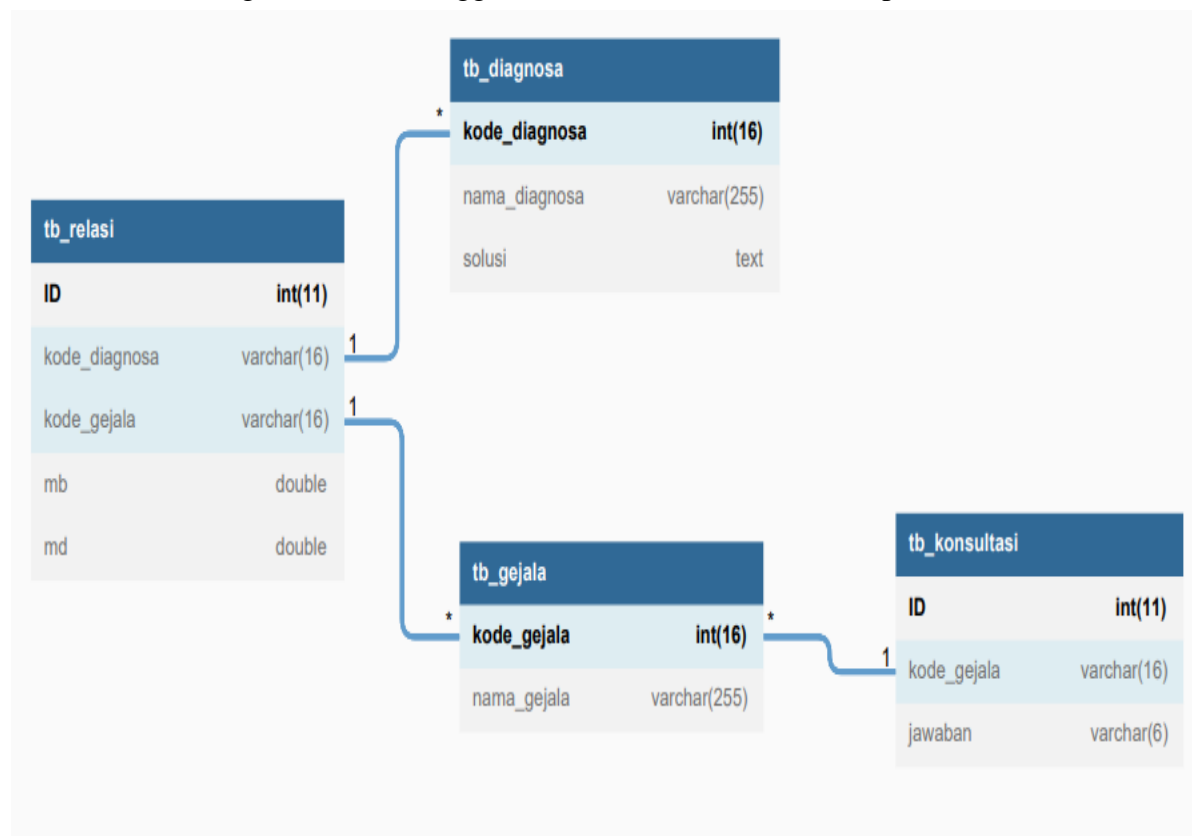 tb_diagnosa
* kode_diagnosa int(16)
nama_diagnosa varchar(255)
solusi text
tb_relasi
ID int(11)
kode_diagnosa varchar(16) 1
kode_gejala varchar(16) 1
mb double
md double
tb_gejala
* kode_gejala int(16) *
nama_gejala varchar(255)
tb_konsultasi
ID int(11)
1 kode_gejala varchar(16)
jawaban varchar(6)